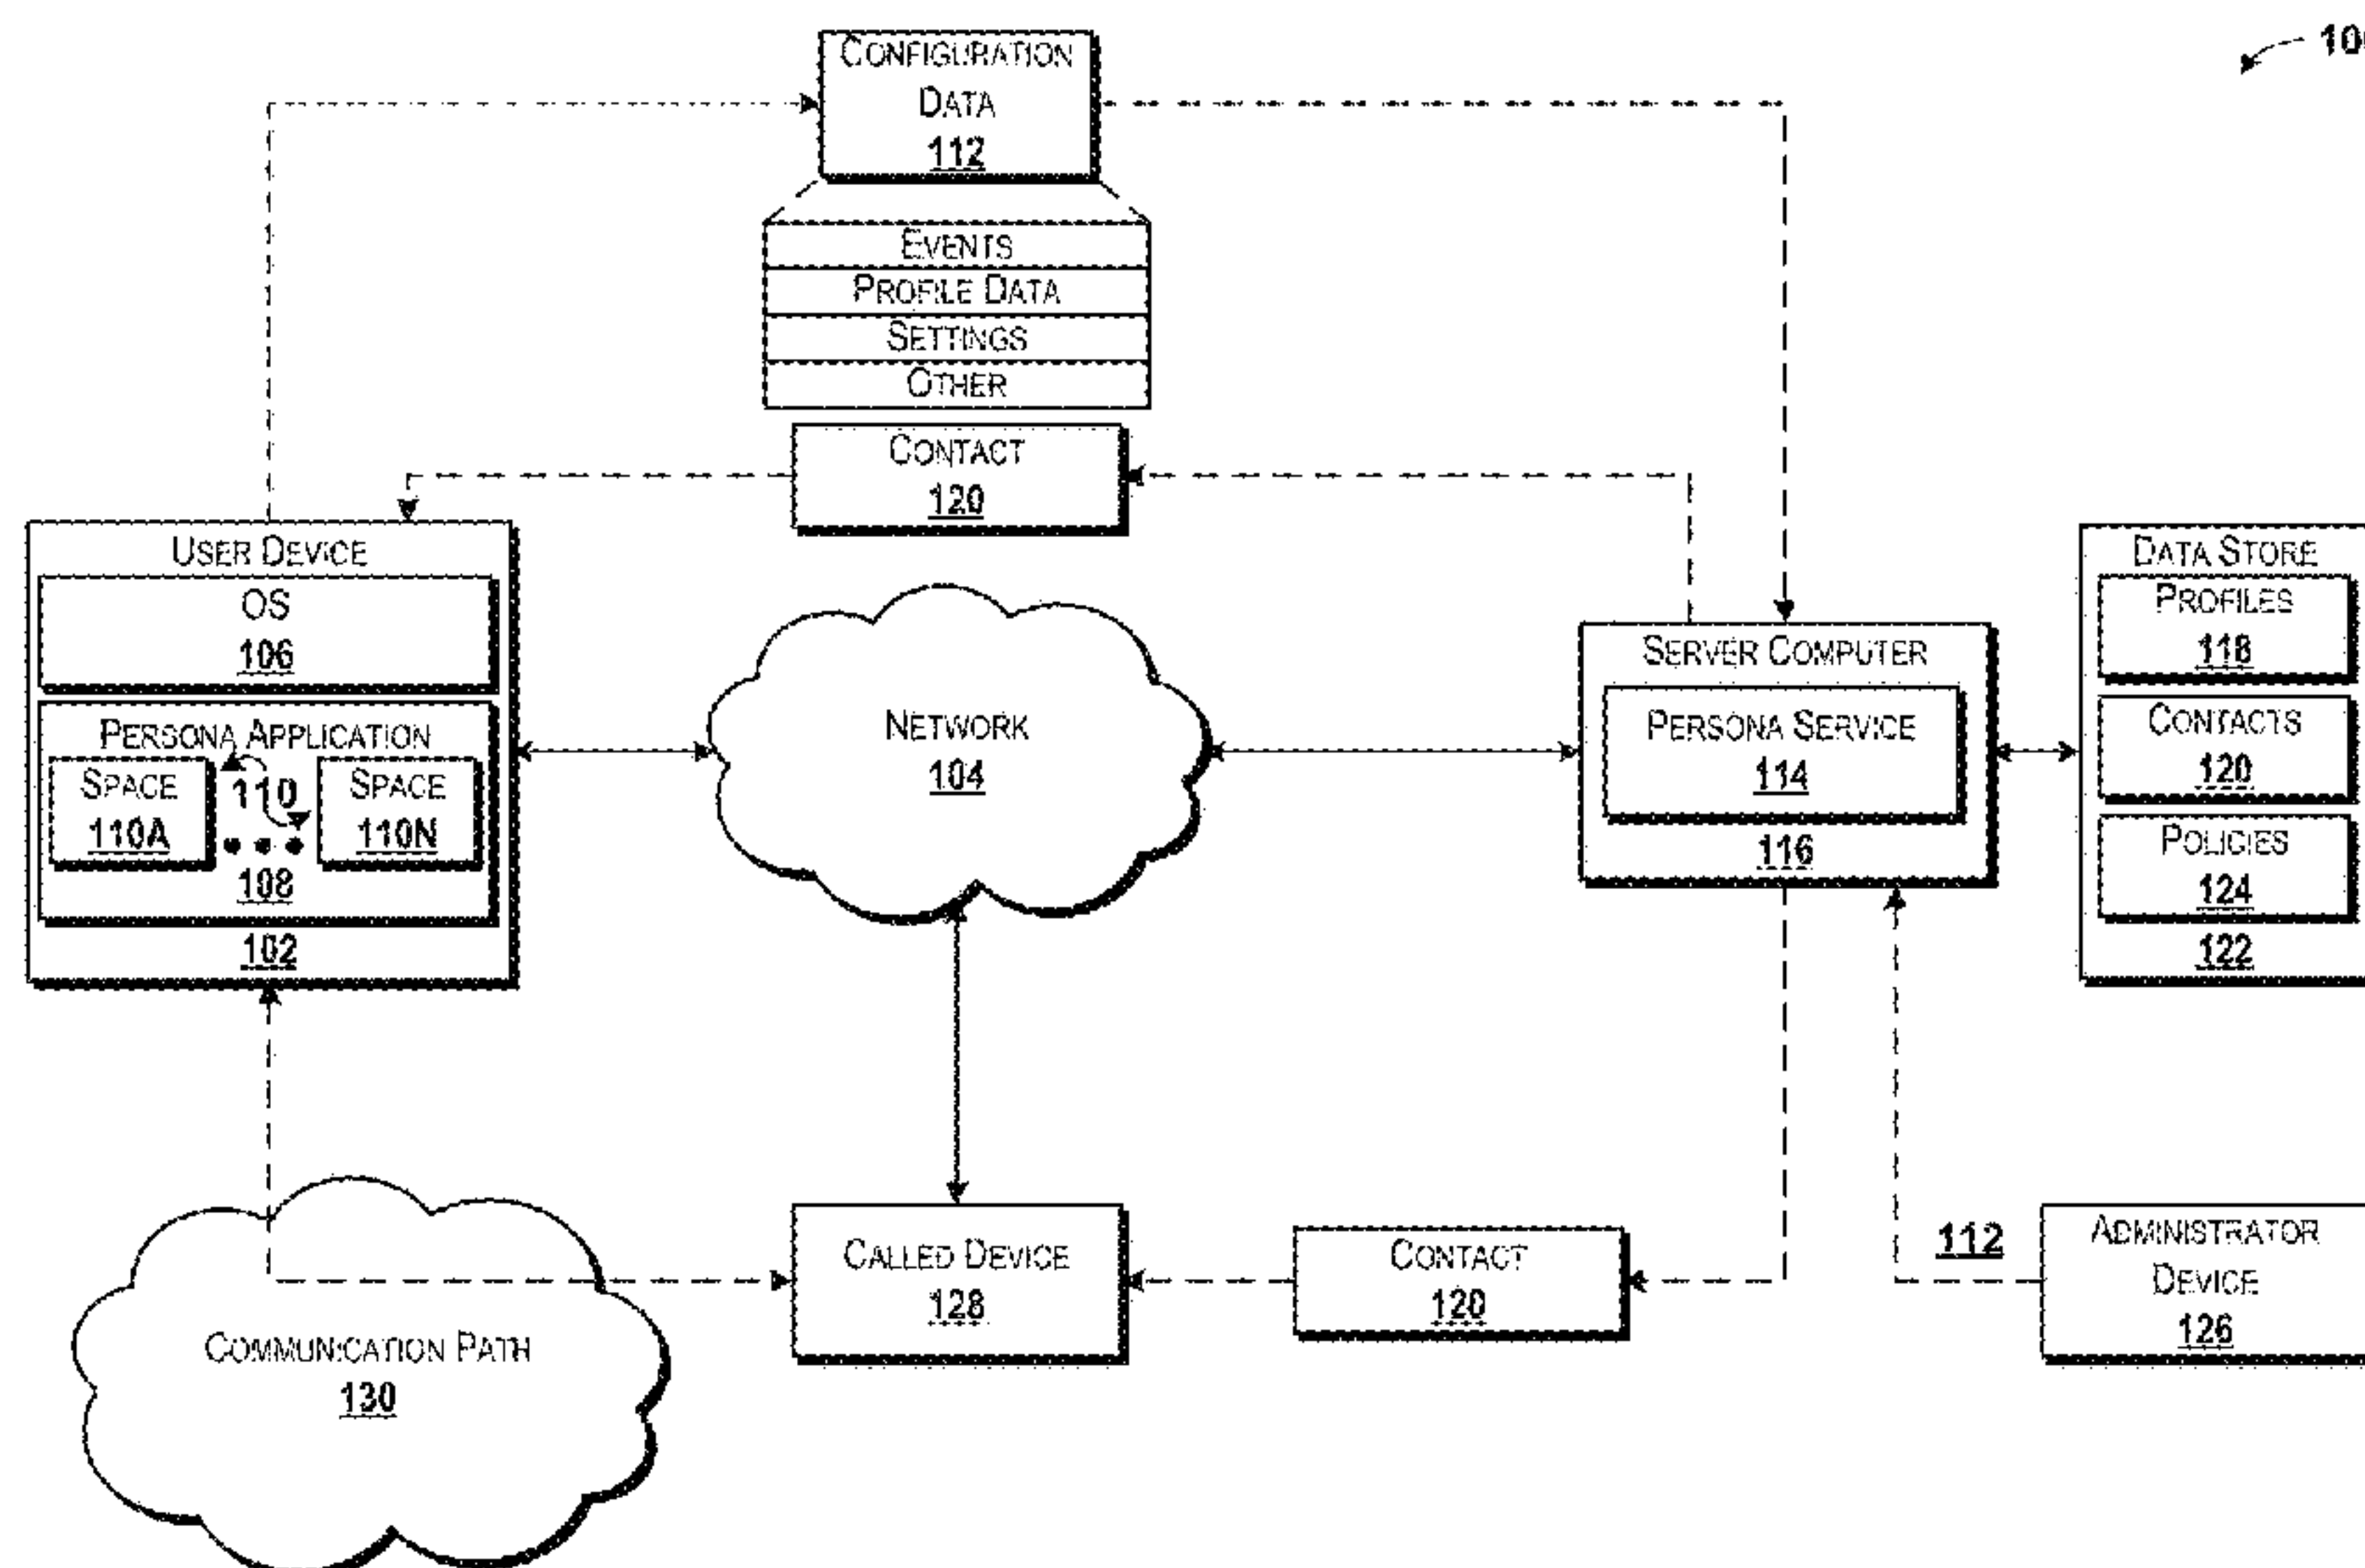 100
CONFIGURATION
DATA
112
EVENTS
PROFILE DATA
SETTINGS
OTHER
CONTACT
120
USER DEVICE
OS
106
PERSONA APPLICATION
SPACE
110A
110
SPACE
110N
108
102
NETWORK
104
SERVER COMPUTER
PERSONA SERVICE
114
116
DATA STORE
PROFILES
118
CONTACTS
120
POLICIES
124
122
COMMUNICATION PATH
130
CALLED DEVICE
128
CONTACT
120
112
ADMINISTRATOR
DEVICE
126